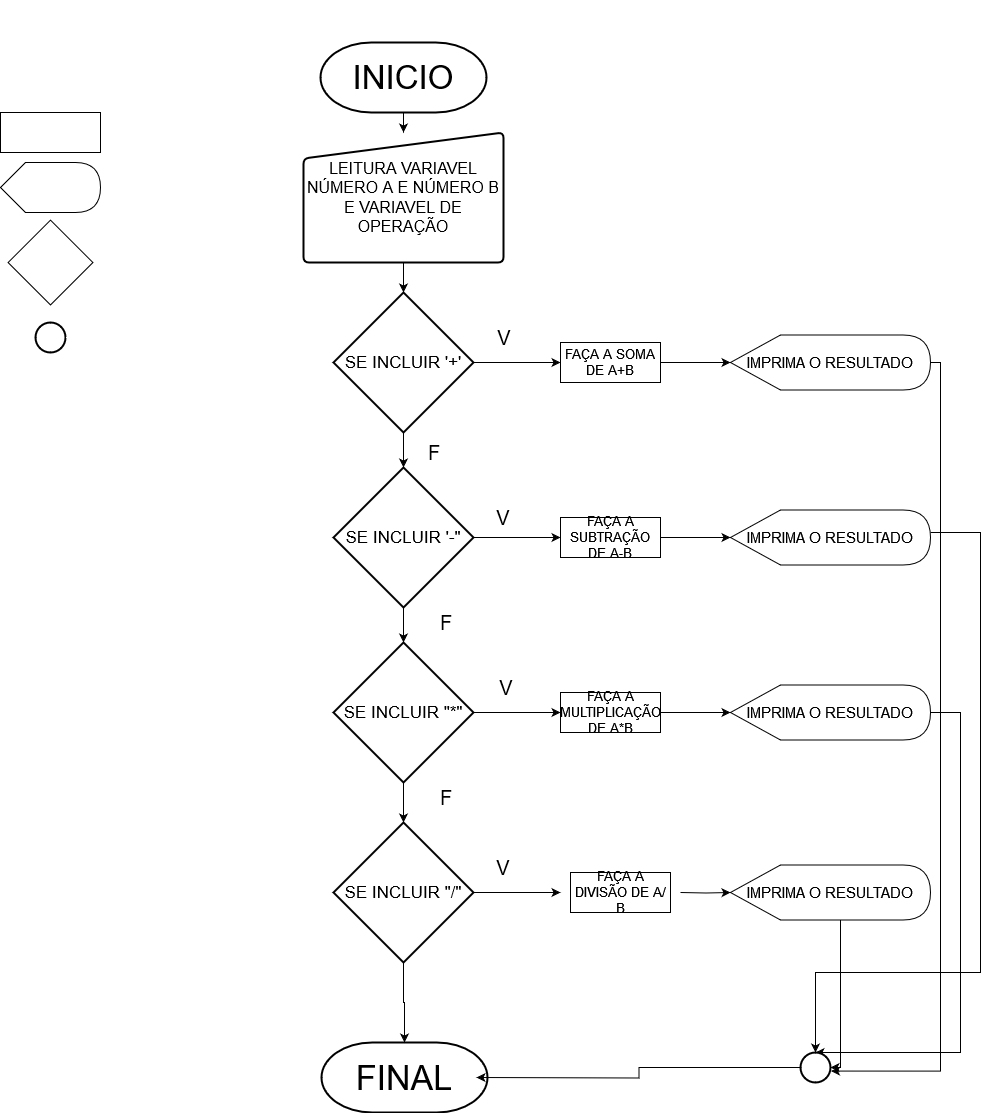 INICIO
LEITURA VARIAVEL
NÚMERO A E NÚMERO B
E VARIAVEL DE
OPERAÇÃO
SE INCLUIR '+'
V
FAÇA A SOMA
DE A+B
IMPRIMA O RESULTADO
F
SE INCLUIR '-"
V
FAÇA A
SUBTRAÇÃO
DE A-B
IMPRIMA O RESULTADO
F
SE INCLUIR "*"
V
FAÇA A
MULTIPLICAÇÃO
DE A*B
IMPRIMA O RESULTADO
F
SE INCLUIR "/"
V
FAÇA A
DIVISÃO DE A/
B
IMPRIMA O RESULTADO
FINAL